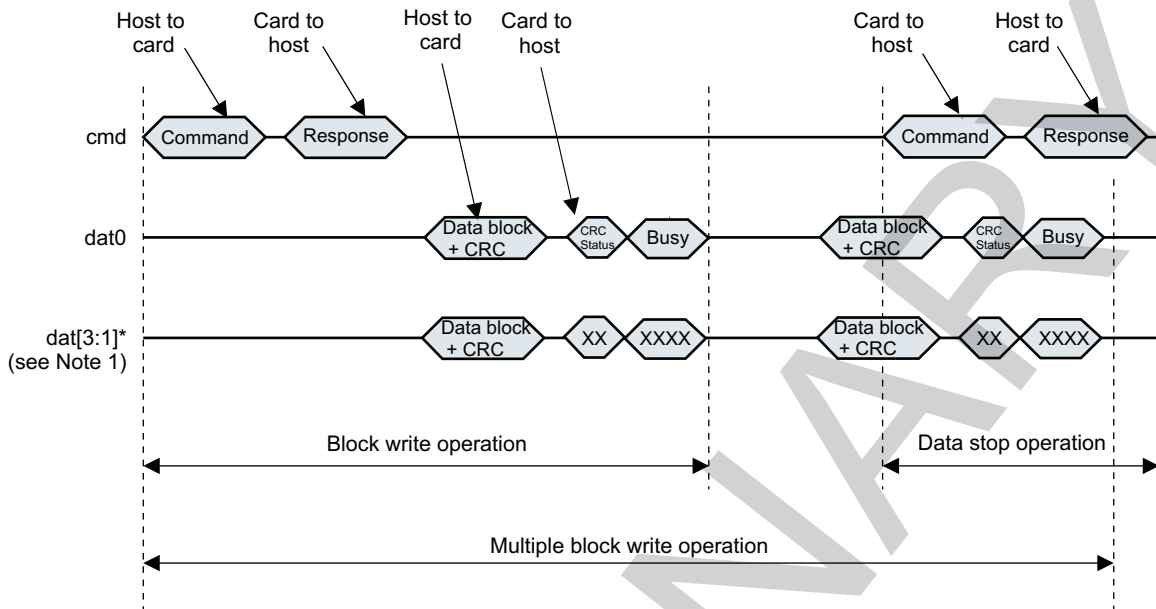 Host to
card
Card to
host
Host to
card
Card to
host
Card to
host
Host to
card
cmd
Command
Response
Command
Response
dat0
Data block
+ CRC
CRC
Status
Busy
Data block
+ CRC
CRC
Status
Busy
dat[3:1]*
(see Note 1)
Data block
+ CRC
XX
XXXX
Data block
+ CRC
XX
XXXX
Block write operation
Data stop operation
Multiple block write operation
NARY